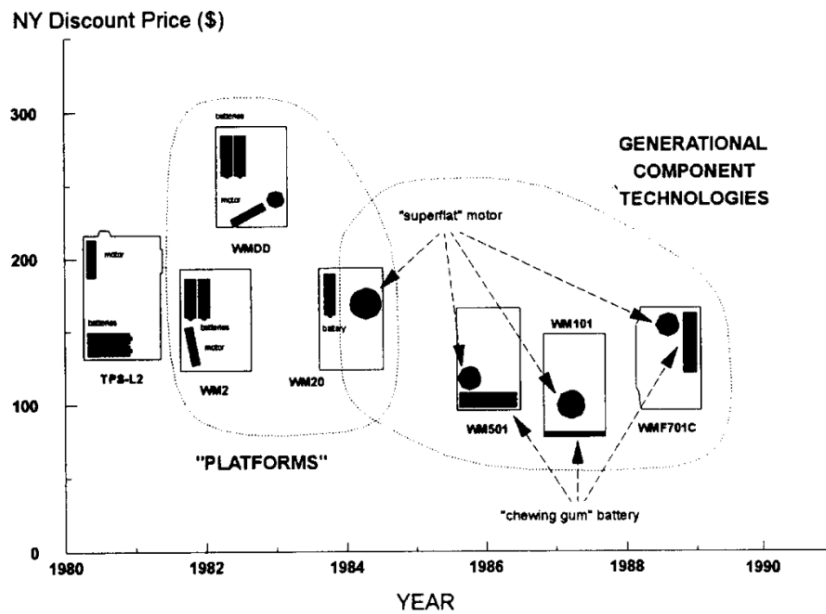 NY Discount Price ($)
300
200
100
0
1980
1982
1984
1986
1988
1990
YEAR
batteries
motor
WMDD
motor
batteries
TPS-L2
batteries
motor
WM2
battery
WM20
"PLATFORMS"
GENERATIONAL
COMPONENT
TECHNOLOGIES
"superflat" motor
WM501
WM101
WMF701C
"chewing gum" battery